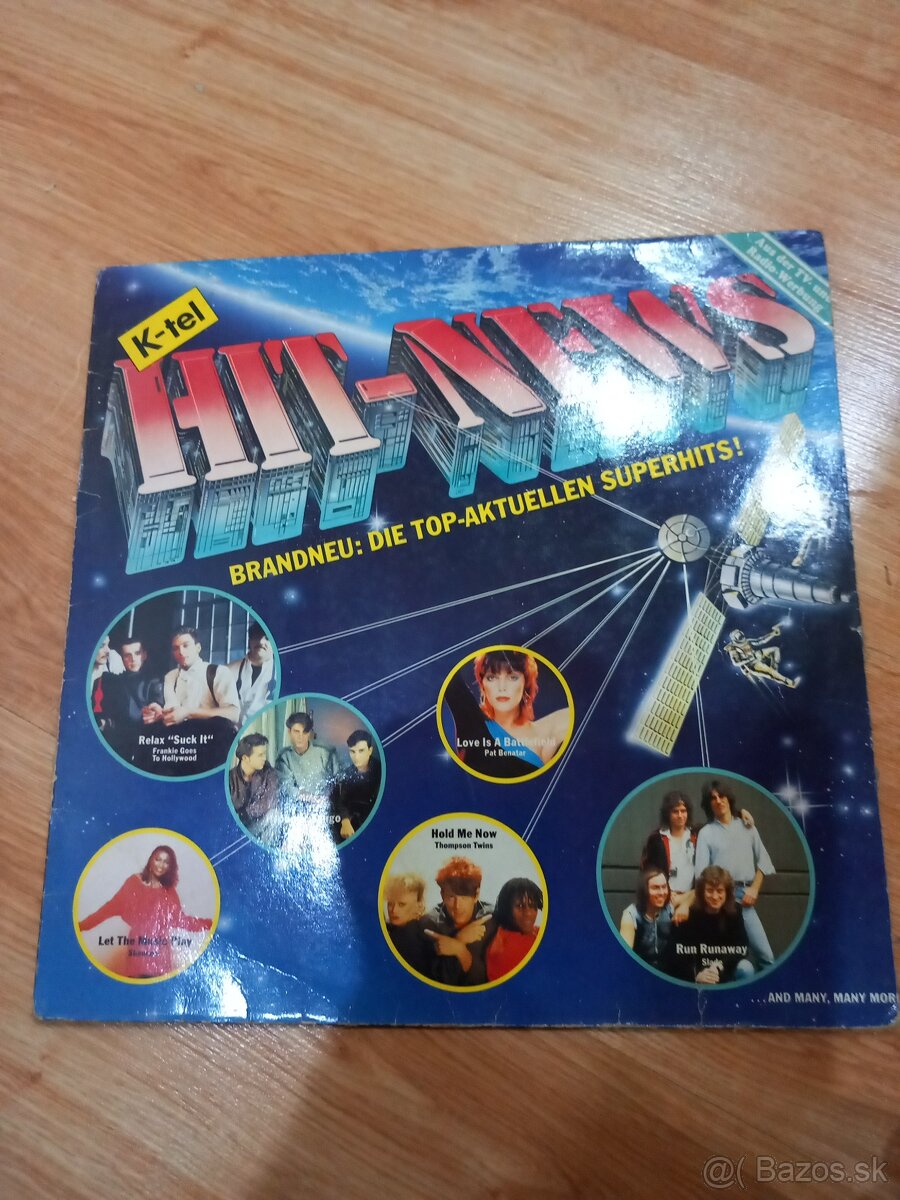 Aus der TV- und
Radio-Werbung!
K-tel
HIT-NEWS
BRANDNEU: DIE TOP-AKTUELLEN SUPERHITS!
Relax "Suck It"
Frankie Goes
To Hollywood
Love Is A Battlefield
Pat Benatar
Hold Me Now
Thompson Twins
Let The Music Play
Shannon
Run Runaway
Slade
...AND MANY, MANY MOR
@( Bazos.sk